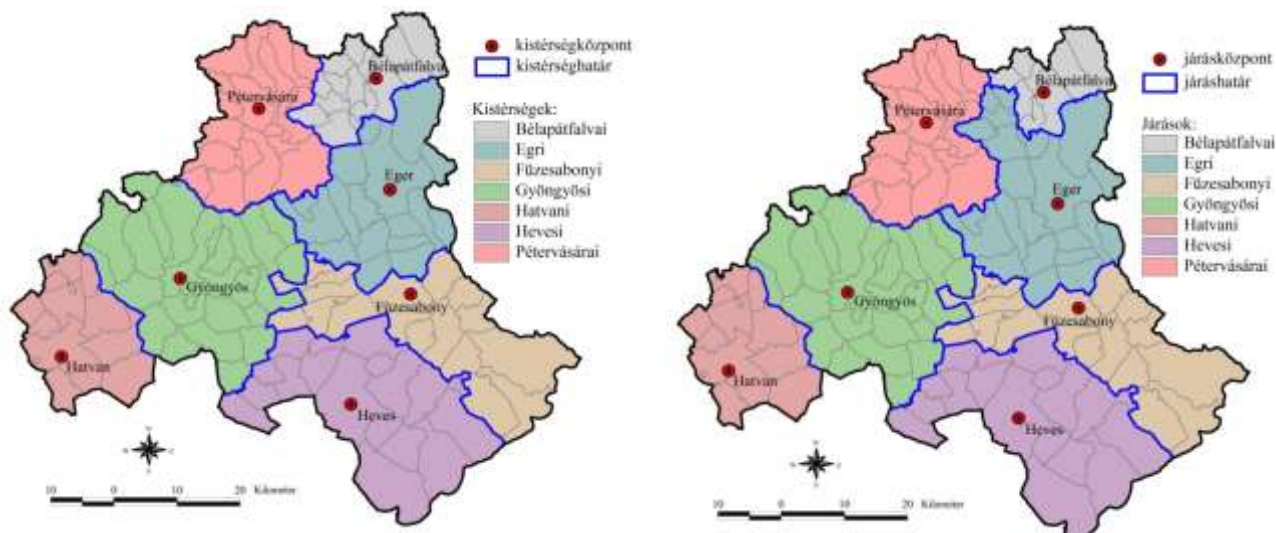 kistérségközpont
kistérséghatár
Kistérségek:
Bélapátfalvai
Egri
Füzesabonyi
Gyöngyösi
Hatvani
Hevesi
Pétervásárai
Bélapátfalva
Pétervására
Eger
Gyöngyös
Füzesabony
Hatvan
Heves
10 0 10 20 Kilométer
járásközpont
járáshatár
Járások:
Bélapátfalvai
Egri
Füzesabonyi
Gyöngyösi
Hatvani
Hevesi
Pétervásárai
Bélapátfalva
Pétervására
Eger
Gyöngyös
Füzesabony
Hatvan
Heves
10 0 10 20 Kilométer